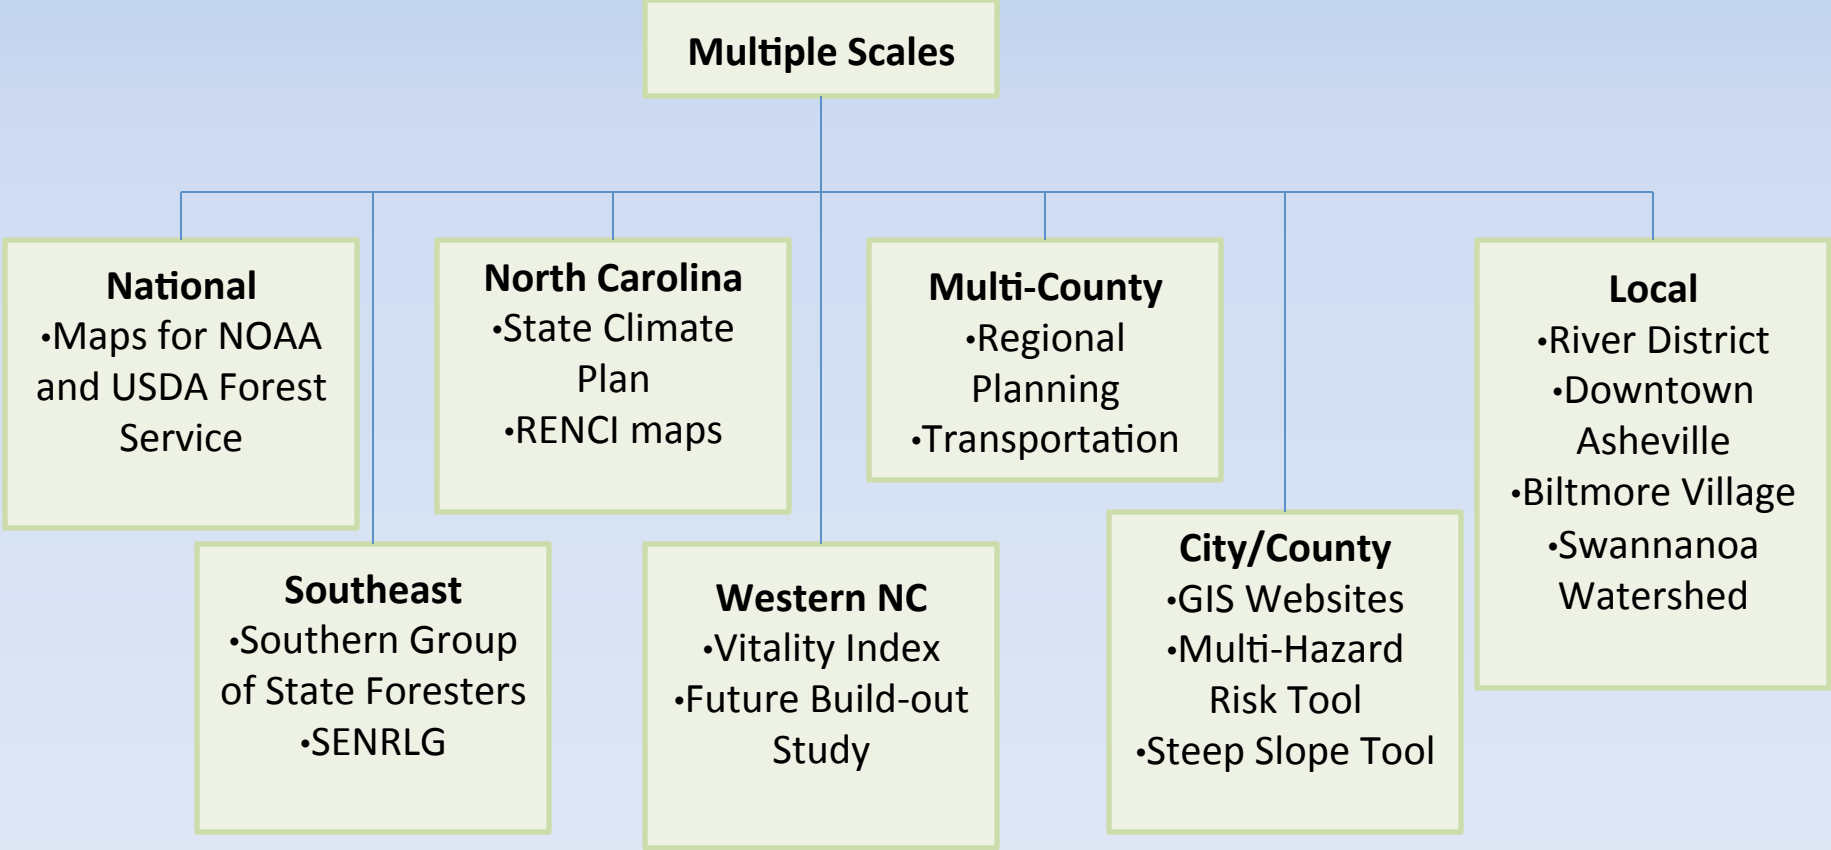 Multiple Scales
National
•Maps for NOAA
and USDA Forest
Service
Southeast
•Southern Group
of State Foresters
•SENRLG
North Carolina
•State Climate
Plan
•RENCI maps
Western NC
•Vitality Index
•Future Build-out
Study
Multi-County
•Regional
Planning
•Transportation
City/County
•GIS Websites
•Multi-Hazard
Risk Tool
•Steep Slope Tool
Local
•River District
•Downtown
Asheville
•Biltmore Village
•Swannanoa
Watershed